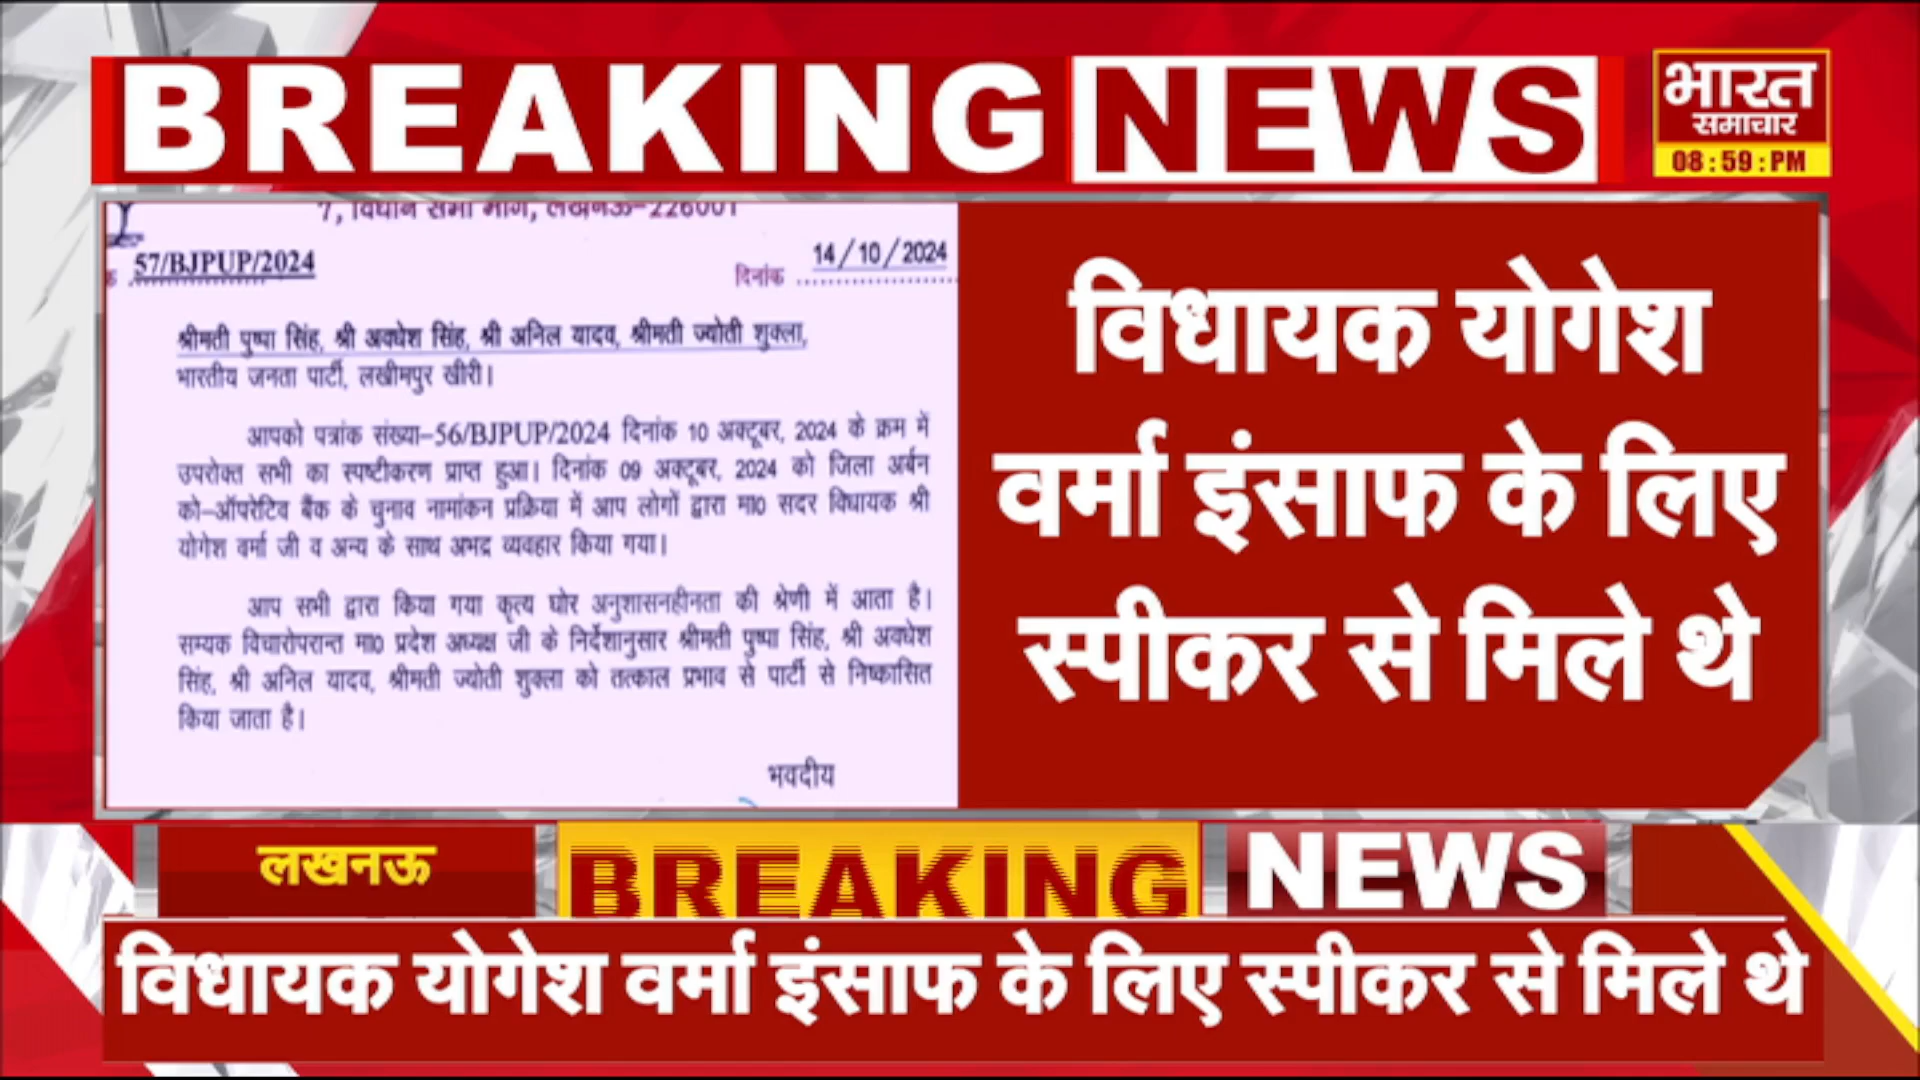 BREAKING NEWS
भारत
समाचार
08:59:PM
7, विधान सभा मार्ग, लखनऊ-226001
57/BJPUP/2024
दिनांक 14/10/2024
श्रीमती पुष्पा सिंह, श्री अवधेश सिंह, श्री अनिल यादव, श्रीमती ज्योती शुक्ला,
भारतीय जनता पार्टी, लखीमपुर खीरी।
आपको पत्रांक संख्या-56/BJPUP/2024 दिनांक 10 अक्टूबर, 2024 के क्रम में
उपरोक्त सभी का स्पष्टीकरण प्राप्त हुआ। दिनांक 09 अक्टूबर, 2024 को जिला अर्बन
को-ऑपरेटिव बैंक के चुनाव नामांकन प्रक्रिया में आप लोगों द्वारा मा0 सदर विधायक श्री
योगेश वर्मा जी व अन्य के साथ अभद्र व्यवहार किया गया।
आप सभी द्वारा किया गया कृत्य घोर अनुशासनहीनता की श्रेणी में आता है।
सम्यक विचारोपरान्त मा0 प्रदेश अध्यक्ष जी के निर्देशानुसार श्रीमती पुष्पा सिंह, श्री अवधेश
सिंह, श्री अनिल यादव, श्रीमती ज्योती शुक्ला को तत्काल प्रभाव से पार्टी से निष्कासित
किया जाता है।
भवदीय
विधायक योगेश
वर्मा इंसाफ के लिए
स्पीकर से मिले थे
लखनऊ
BREAKING NEWS
विधायक योगेश वर्मा इंसाफ के लिए स्पीकर से मिले थे